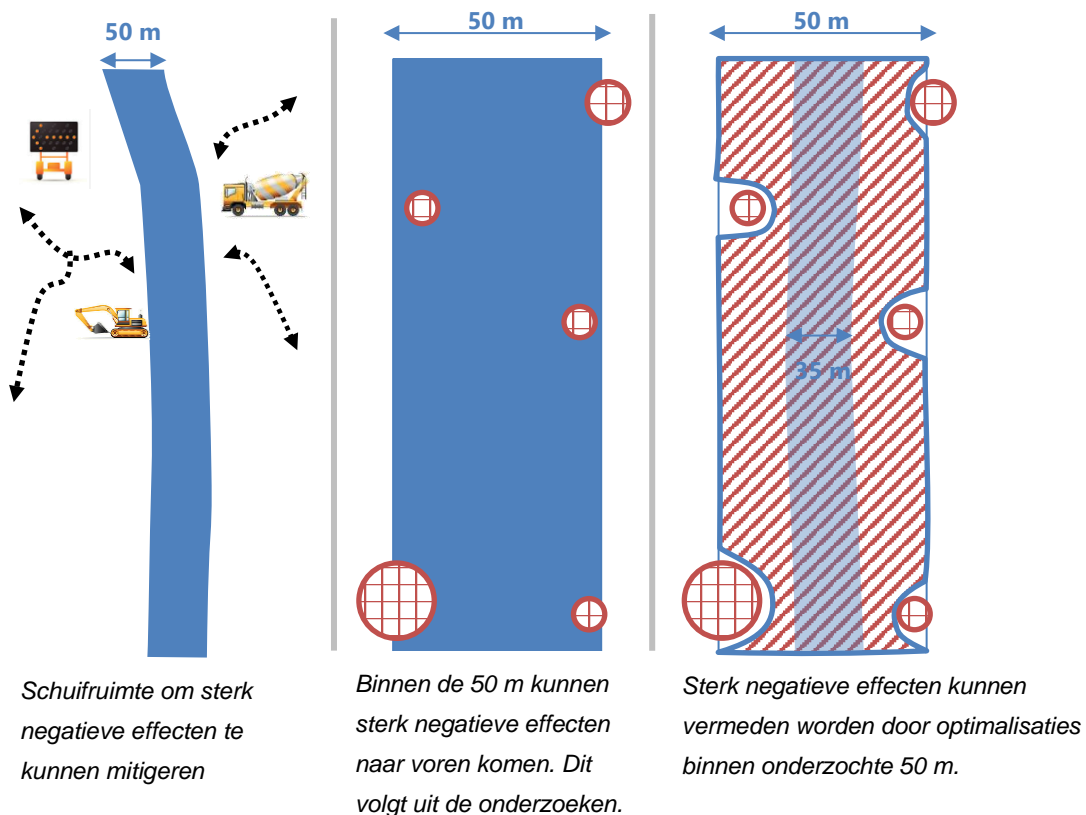 50 m
50 m
50 m
35 m
Schuifruimte om sterk
negatieve effecten te
kunnen mitigeren
Binnen de 50 m kunnen
sterk negatieve effecten
naar voren komen. Dit
volgt uit de onderzoeken.
Sterk negatieve effecten kunnen
vermeden worden door optimalisaties
binnen onderzochte 50 m.